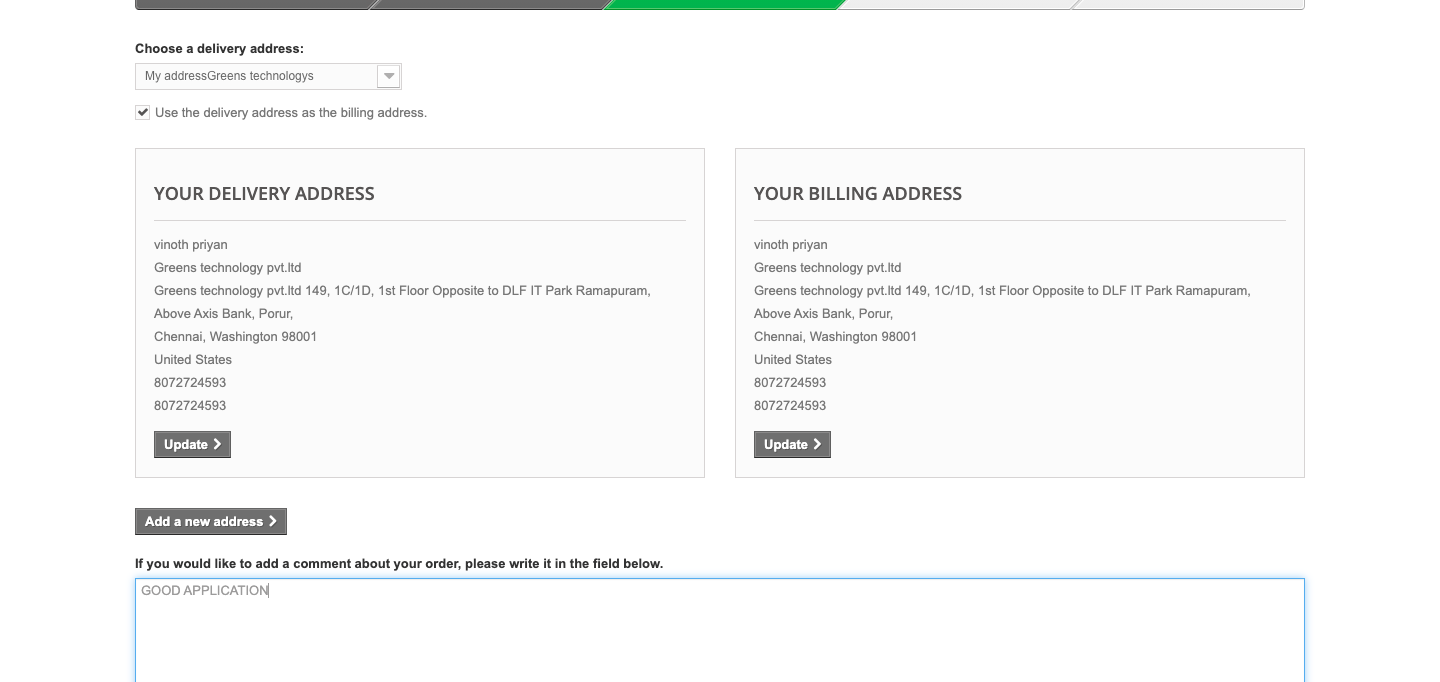 Choose a delivery address:
My addressGreens technologys
Use the delivery address as the billing address.
YOUR DELIVERY ADDRESS
vinoth priyan
Greens technology pvt.ltd
Greens technology pvt.ltd 149, 1C/1D, 1st Floor Opposite to DLF IT Park Ramapuram,
Above Axis Bank, Porur,
Chennai, Washington 98001
United States
8072724593
8072724593
Update
YOUR BILLING ADDRESS
vinoth priyan
Greens technology pvt.ltd
Greens technology pvt.ltd 149, 1C/1D, 1st Floor Opposite to DLF IT Park Ramapuram,
Above Axis Bank, Porur,
Chennai, Washington 98001
United States
8072724593
8072724593
Update
Add a new address
If you would like to add a comment about your order, please write it in the field below.
GOOD APPLICATION